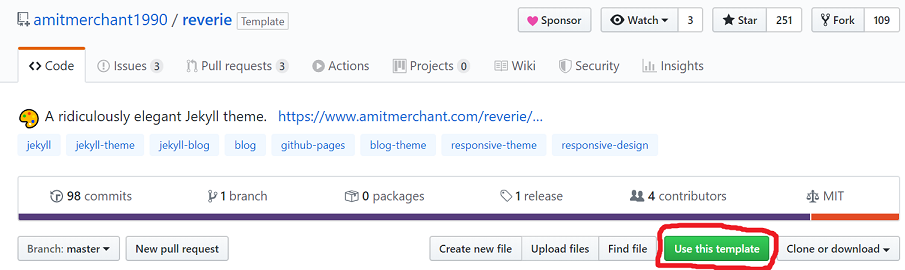 amitmerchant1990 / reverie Template Sponsor Watch 3 Star 251 Fork 109
Code Issues 3 Pull requests 3 Actions Projects 0 Wiki Security Insights
A ridiculously elegant Jekyll theme. https://www.amitmerchant.com/reverie/...
jekyll jekyll-theme jekyll-blog blog github-pages blog-theme responsive-theme responsive-design
98 commits 1 branch 0 packages 1 release 4 contributors MIT
Branch: master New pull request Create new file Upload files Find file Use this template Clone or download